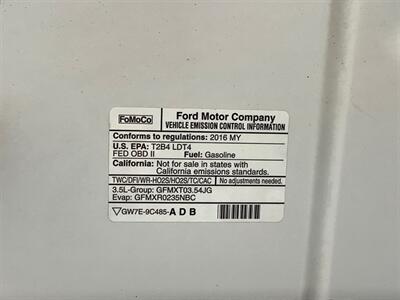 FoMoCo
Ford Motor Company
VEHICLE EMISSION CONTROL INFORMATION
Conforms to regulations: 2016 MY
U.S. EPA: T2B4 LDT4
FED OBD II Fuel: Gasoline
California: Not for sale in states with
California emissions standards.
TWC/DFI/WR-HO2S/HO2S/TC/CAC No adjustments needed.
3.5L-Group: GFMXT03.54JG
Evap: GFMXR0235NBC
GW7E-9C485-ADB